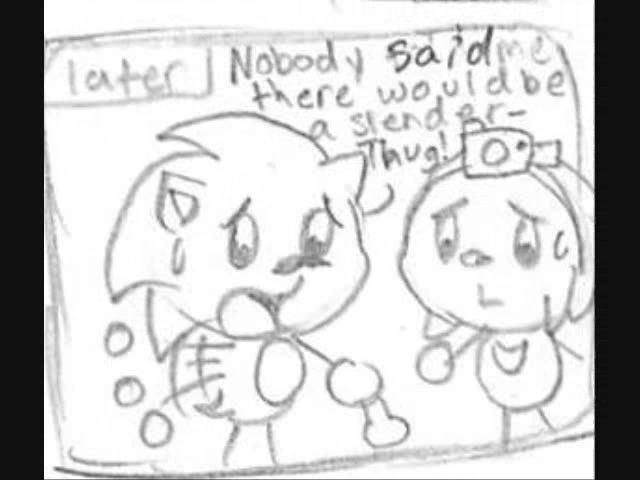 later
Nobody said me
there would be
a slender-
Thug!